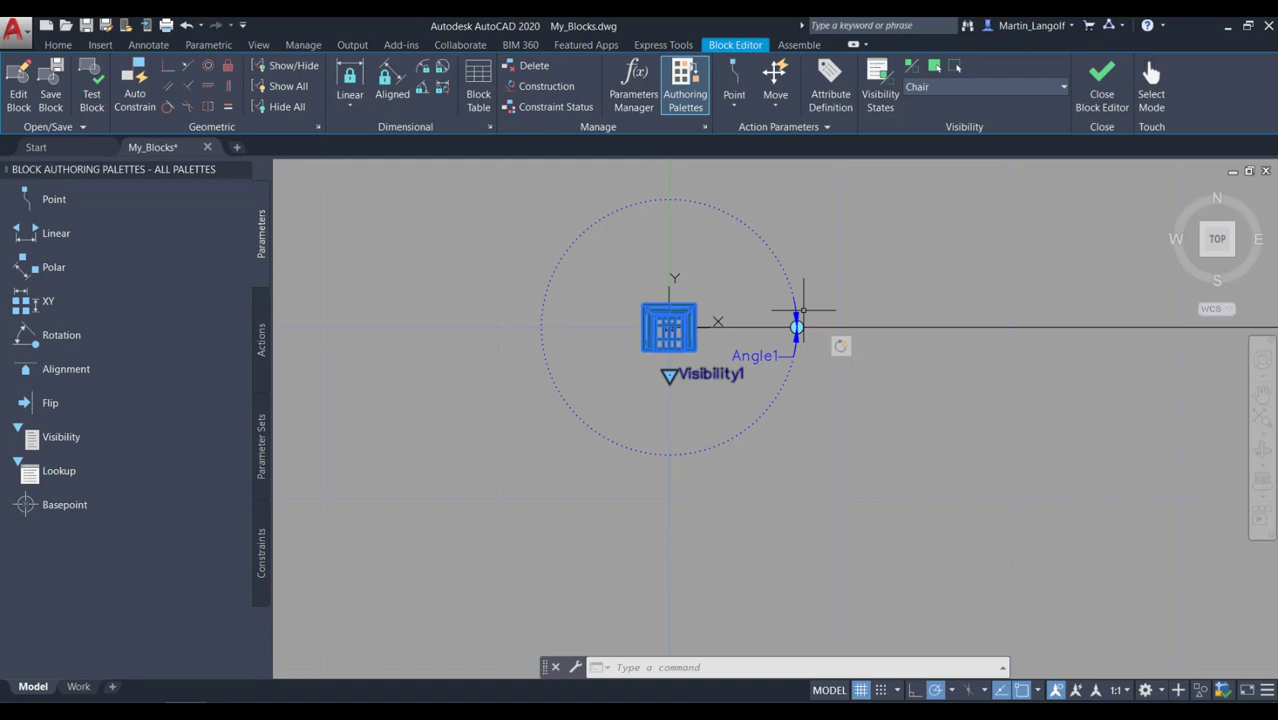 Autodesk AutoCAD 2020 My_Blocks.dwg
Type a keyword or phrase
Martin_Langolf
Home Insert Annotate Parametric View Manage Output Add-ins Collaborate BIM 360 Featured Apps Express Tools Block Editor Assemble
Edit Block
Save Block
Test Block
Open/Save
Auto Constrain
Show/Hide
Show All
Hide All
Geometric
Linear
Aligned
Dimensional
Block Table
Delete
Construction
Constraint Status
Manage
Parameters Manager
Authoring Palettes
Point
Move
Attribute Definition
Action Parameters
Visibility States
Chair
Visibility
Close Block Editor
Close
Select Mode
Touch
Start
My_Blocks*
BLOCK AUTHORING PALETTES - ALL PALETTES
Point
Linear
Polar
XY
Rotation
Alignment
Flip
Visibility
Lookup
Basepoint
Parameters
Actions
Parameter Sets
Constraints
Y
X
Angle1
Visibility1
N
W
TOP
E
S
WCS
Type a command
Model
Work
MODEL
1:1